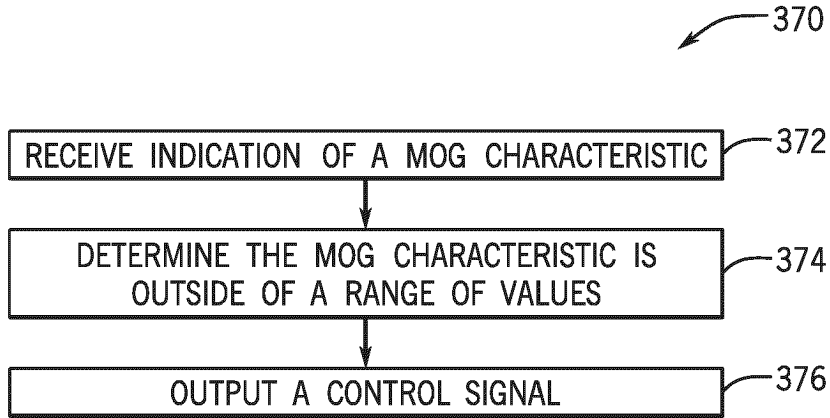 370
RECEIVE INDICATION OF A MOG CHARACTERISTIC
372
DETERMINE THE MOG CHARACTERISTIC IS
OUTSIDE OF A RANGE OF VALUES
374
OUTPUT A CONTROL SIGNAL
376